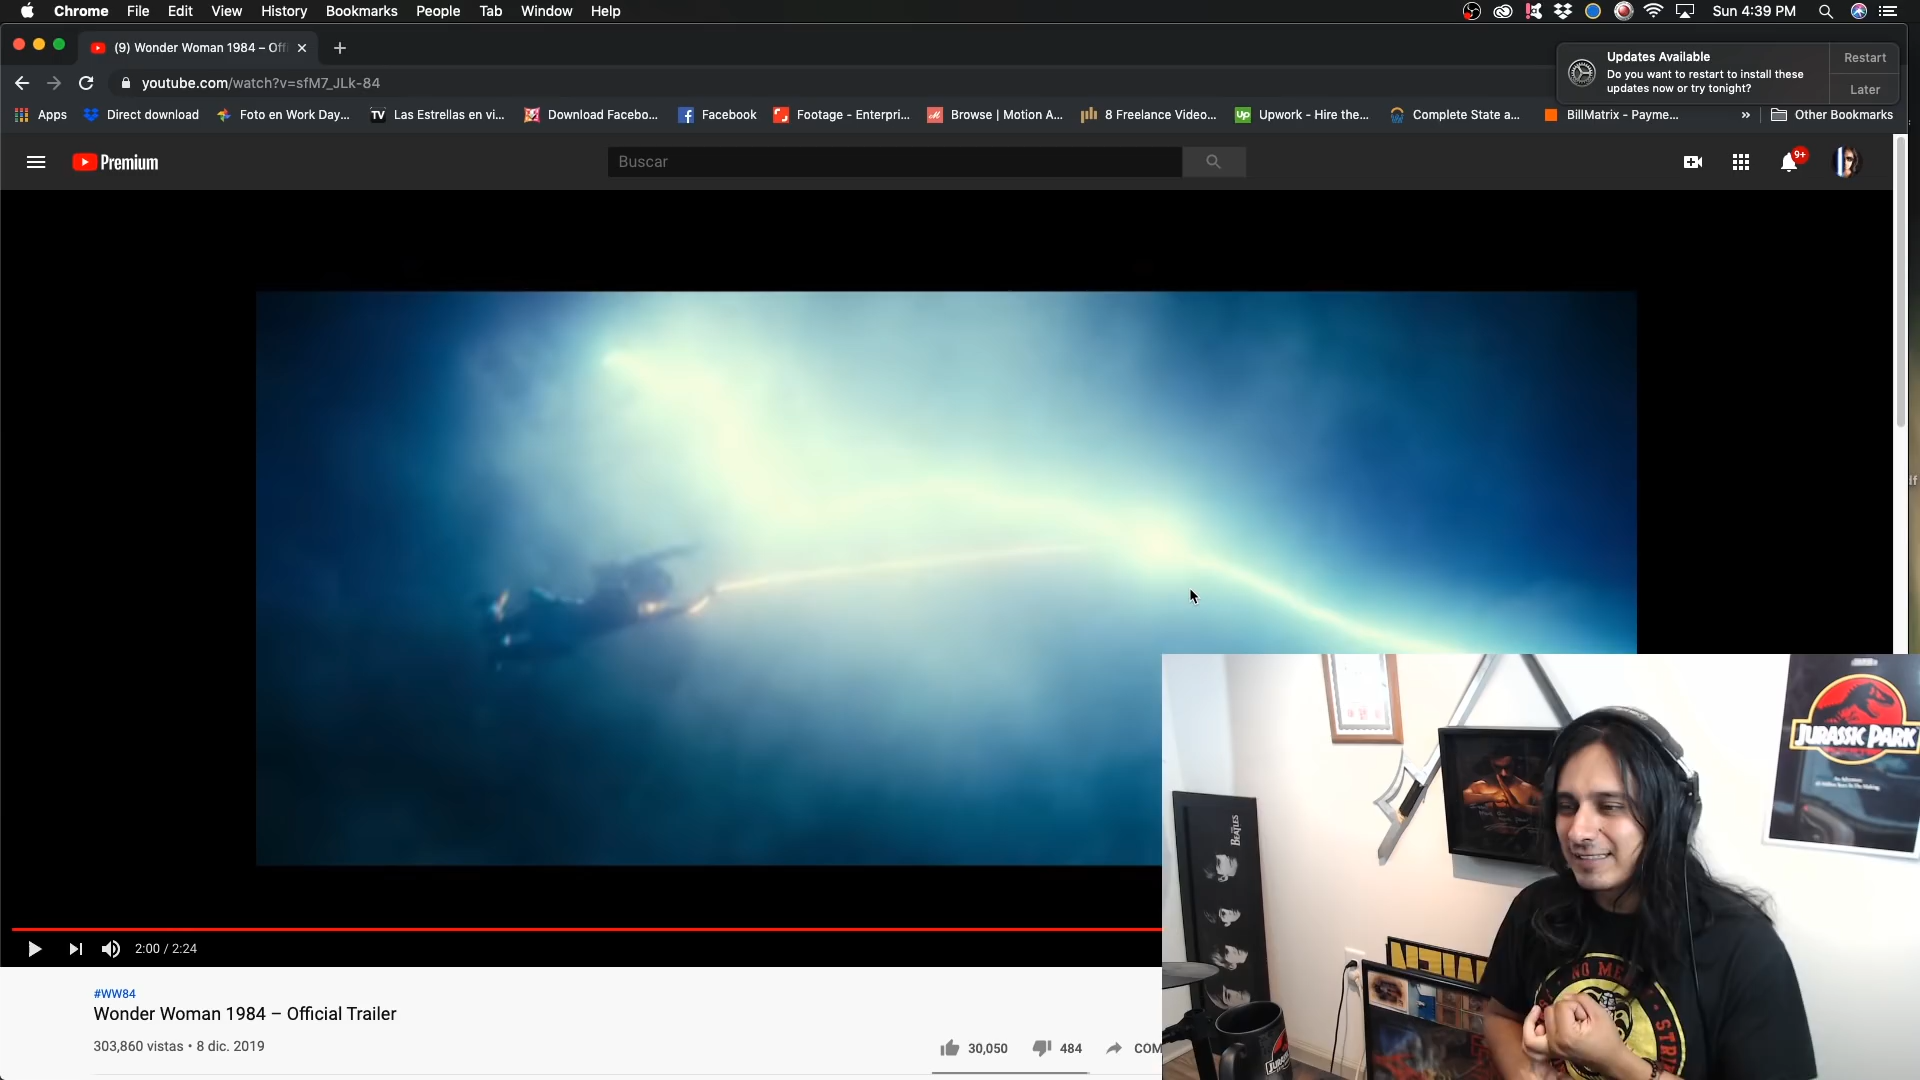 Chrome File Edit View History Bookmarks People Tab Window Help
Sun 4:39 PM
(9) Wonder Woman 1984 – Offi
Updates Available
Do you want to restart to install these
updates now or try tonight?
Restart
Later
youtube.com/watch?v=sfM7_JLk-84
Apps Direct download Foto en Work Day... Las Estrellas en vi... Download Facebo... Facebook Footage - Enterpri... Browse | Motion A... 8 Freelance Video... Upwork - Hire the... Complete State a... BillMatrix - Payme... » Other Bookmarks
Premium
Buscar
9+
2:00 / 2:24
#WW84
Wonder Woman 1984 – Official Trailer
303,860 vistas • 8 dic. 2019
30,050 484 COM
JURASSIC PARK
BEATLES
NO ME
STRI
JURASSIC